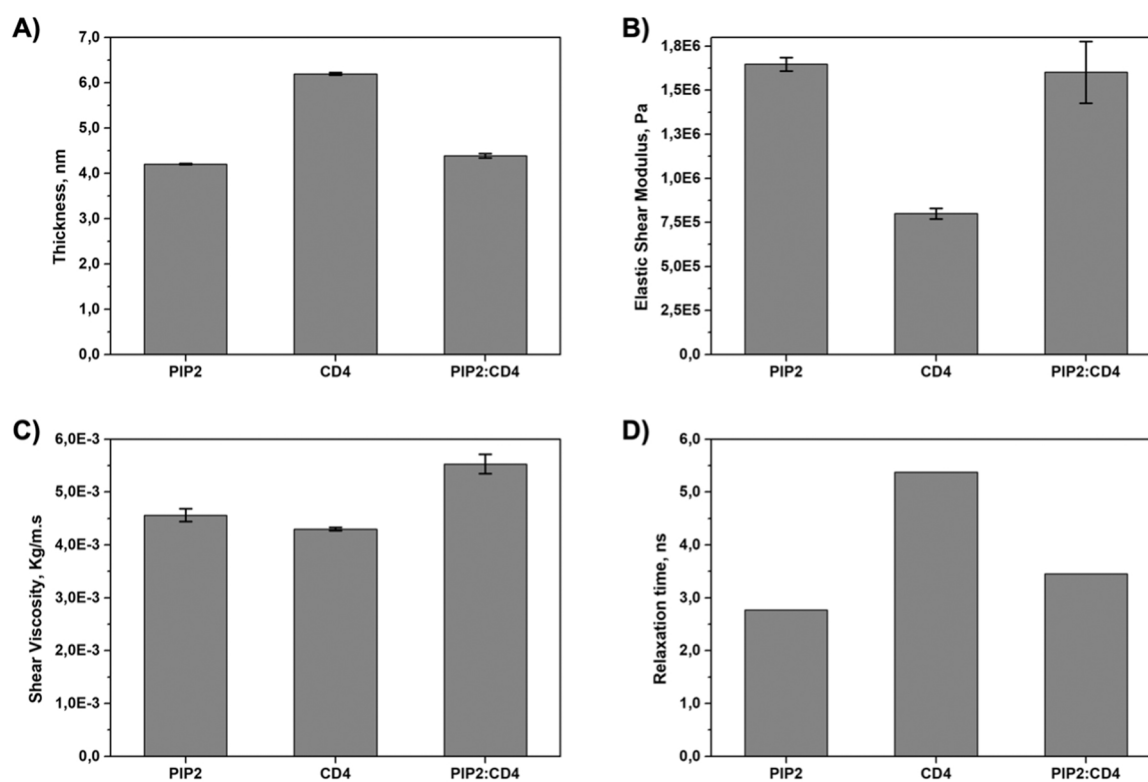 A)
Thickness, nm
7,0
6,0
5,0
4,0
3,0
2,0
1,0
0,0
PIP2 CD4 PIP2:CD4
B)
Elastic Shear Modulus, Pa
1,8E6
1,5E6
1,3E6
1,0E6
7,5E5
5,0E5
2,5E5
0,0
PIP2 CD4 PIP2:CD4
C)
Shear Viscosity, Kg/m.s
6,0E-3
5,0E-3
4,0E-3
3,0E-3
2,0E-3
1,0E-3
0,0
PIP2 CD4 PIP2:CD4
D)
Relaxation time, ns
6,0
5,0
4,0
3,0
2,0
1,0
0,0
PIP2 CD4 PIP2:CD4